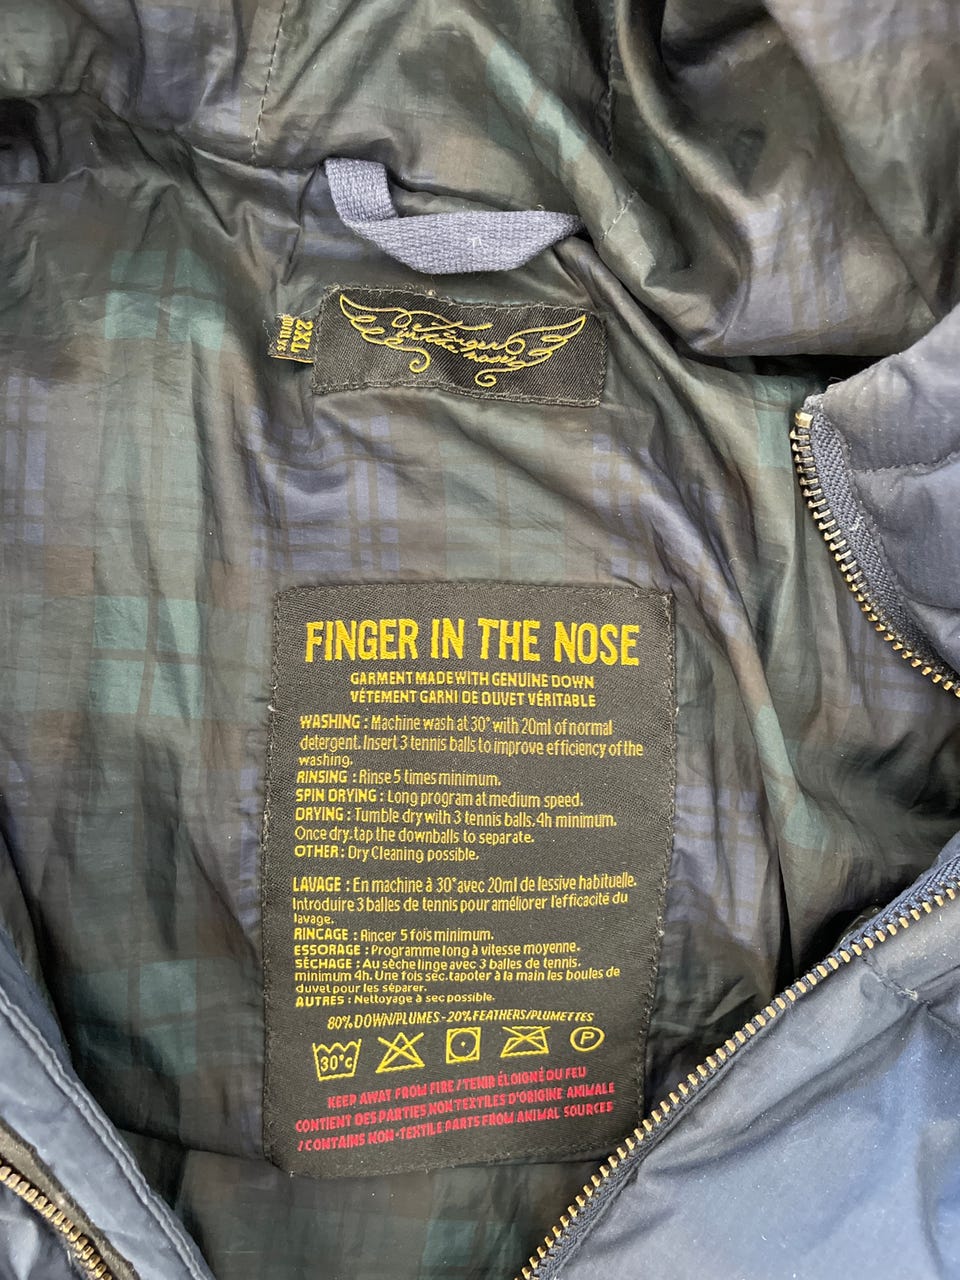 2XL
Finger
in the nose
FINGER IN THE NOSE
GARMENT MADE WITH GENUINE DOWN
VÉTEMENT GARNI DE DUVET VÉRITABLE
WASHING : Machine wash at 30° with 20ml of normal
detergent. Insert 3 tennis balls to improve efficiency of the
washing.
RINSING : Rinse 5 times minimum.
SPIN DRYING : Long program at medium speed.
DRYING : Tumble dry with 3 tennis balls. 4h minimum.
Once dry, tap the downballs to separate.
OTHER : Dry Cleaning possible.
LAVAGE : En machine à 30° avec 20ml de lessive habituelle.
Introduire 3 balles de tennis pour améliorer l'efficacité du
lavage.
RINCAGE : Rincer 5 fois minimum.
ESSORAGE : Programme long à vitesse moyenne.
SÉCHAGE : Au sèche linge avec 3 balles de tennis.
minimum 4h. Une fois sec, tapoter à la main les boules de
duvet pour les séparer.
AUTRES : Nettoyage à sec possible.
80% DOWN/PLUMES - 20% FEATHERS/PLUMETTES
30°C P
KEEP AWAY FROM FIRE / TENIR ÉLOIGNÉ DU FEU
CONTIENT DES PARTIES NON TEXTILES D'ORIGINE ANIMALE
/ CONTAINS NON-TEXTILE PARTS FROM ANIMAL SOURCES